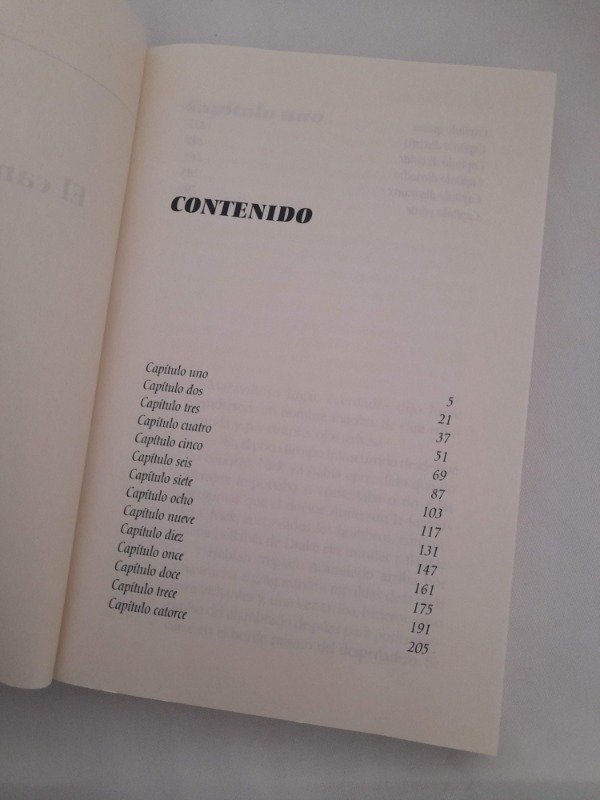 CONTENIDO
Capítulo uno 5
Capítulo dos 21
Capítulo tres 37
Capítulo cuatro 51
Capítulo cinco 69
Capítulo seis 87
Capítulo siete 103
Capítulo ocho 117
Capítulo nueve 131
Capítulo diez 147
Capítulo once 161
Capítulo doce 175
Capítulo trece 191
Capítulo catorce 205
El can